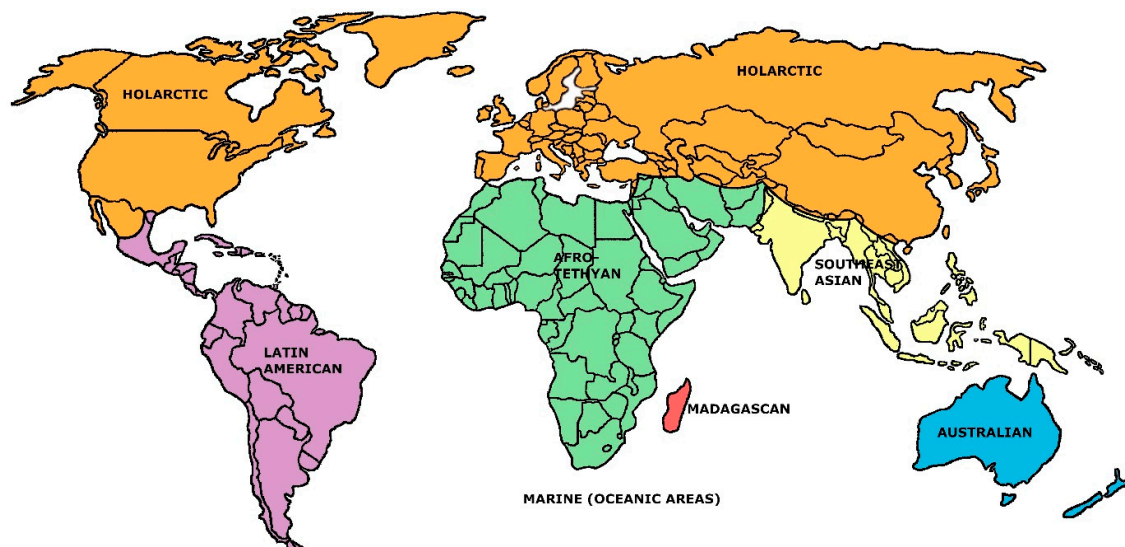 HOLARCTIC
HOLARCTIC
AFRO-
TETHYAN
SOUTHEAST
ASIAN
LATIN
AMERICAN
MADAGASCAN
AUSTRALIAN
MARINE (OCEANIC AREAS)